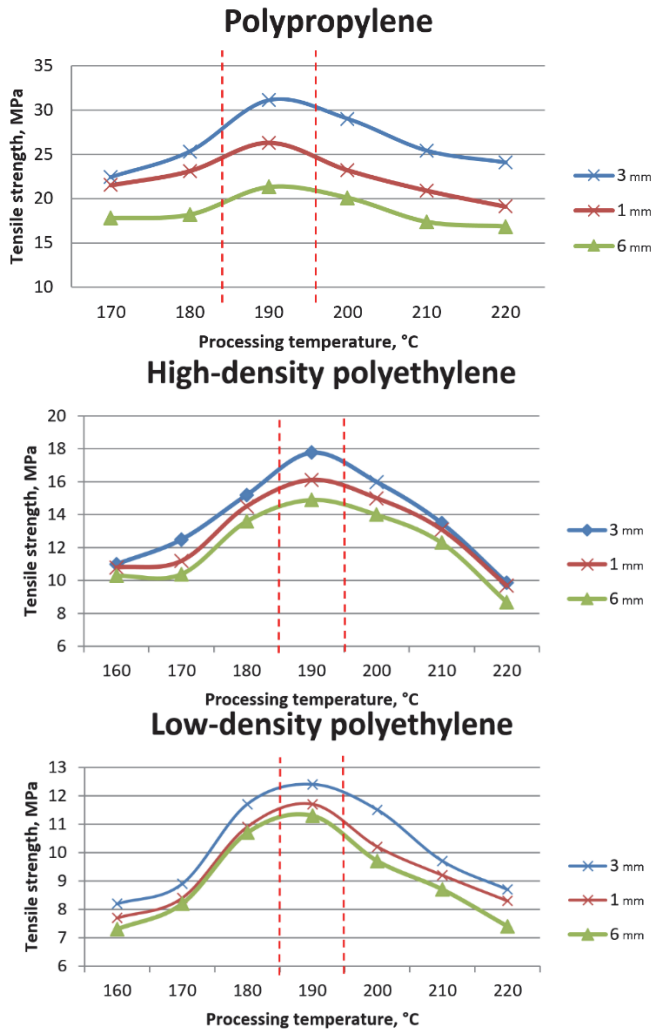 Polypropylene
35
30
25
20
15
10
Tensile strength, MPa
170 180 190 200 210 220
Processing temperature, °C
3 mm
1 mm
6 mm
High-density polyethylene
20
18
16
14
12
10
8
6
Tensile strength, MPa
160 170 180 190 200 210 220
Processing temperature, °C
3 mm
1 mm
6 mm
Low-density polyethylene
13
12
11
10
9
8
7
6
Tensile strength, MPa
160 170 180 190 200 210 220
Processing temperature, °C
3 mm
1 mm
6 mm